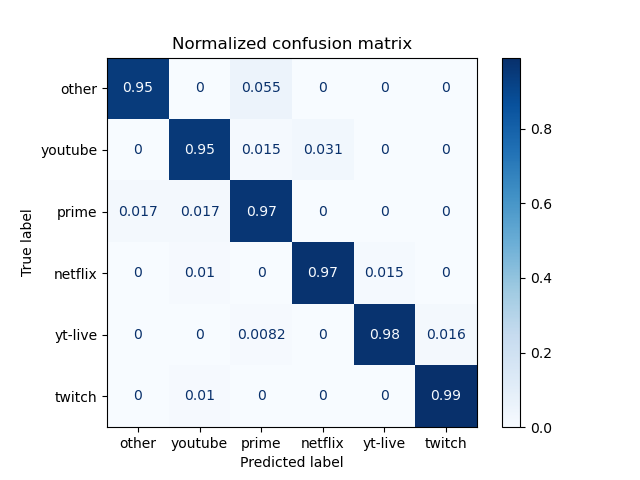 Normalized confusion matrix
True label
other 0.95 0 0.055 0 0 0
youtube 0 0.95 0.015 0.031 0 0
prime 0.017 0.017 0.97 0 0 0
netflix 0 0.01 0 0.97 0.015 0
yt-live 0 0 0.0082 0 0.98 0.016
twitch 0 0.01 0 0 0 0.99
other youtube prime netflix yt-live twitch
Predicted label
0.8
0.6
0.4
0.2
0.0